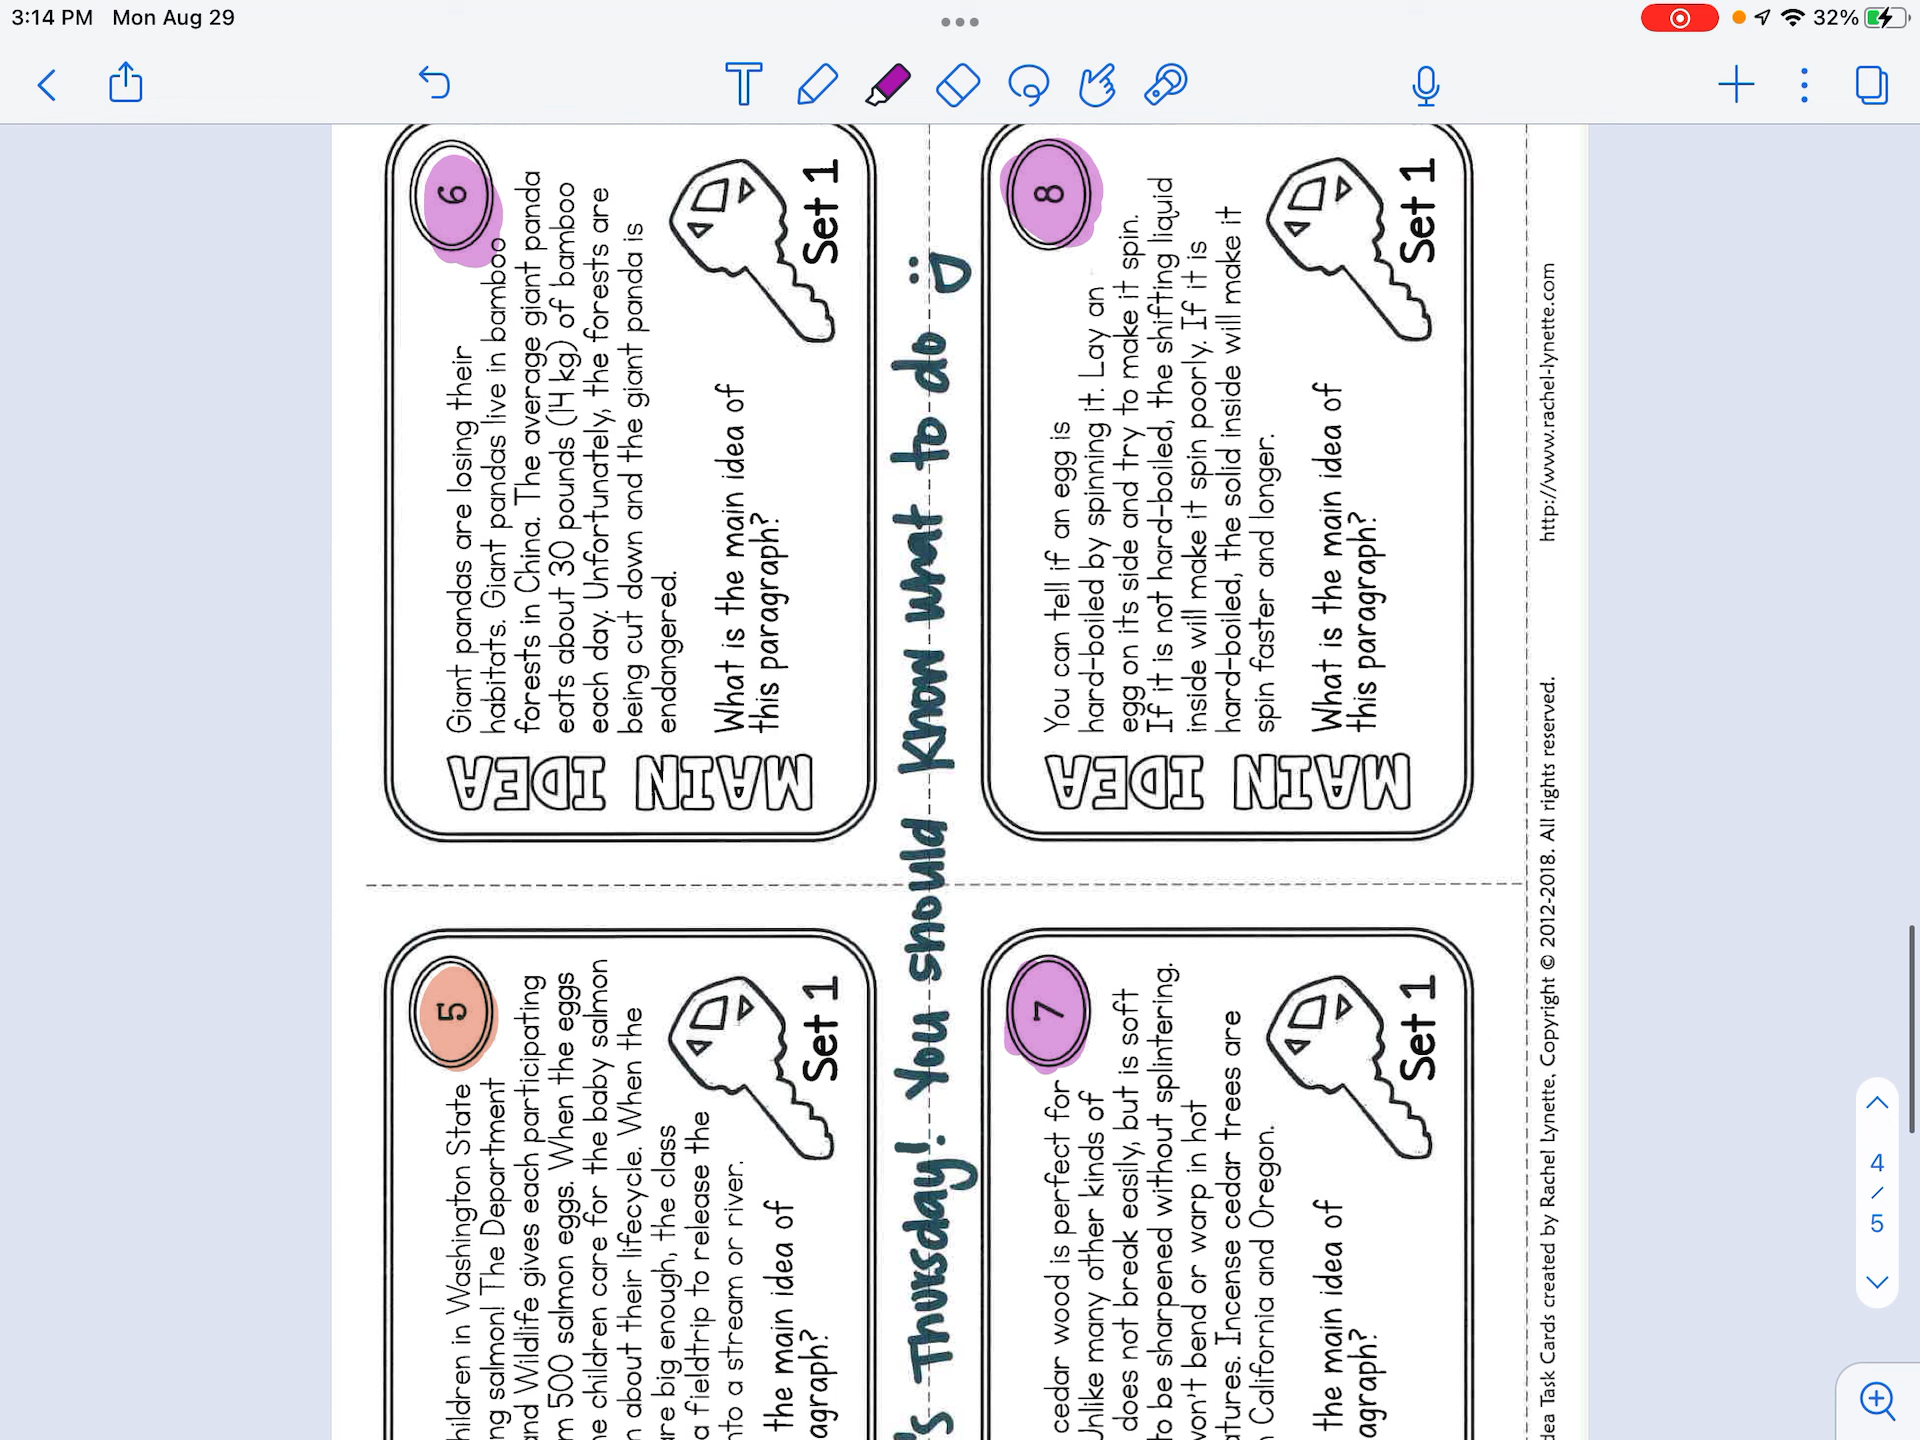 3:14 PM Mon Aug 29
32%
6
Giant pandas are losing their
habitats. Giant pandas live in bamboo
forests in China. The average giant panda
eats about 30 pounds (14 kg) of bamboo
each day. Unfortunately, the forests are
being cut down and the giant panda is
endangered.
What is the main idea of
this paragraph?
MAIN IDEA
Set 1
8
You can tell if an egg is
hard-boiled by spinning it. Lay an
egg on its side and try to make it spin.
If it is not hard-boiled, the shifting liquid
inside will make it spin poorly. If it is
hard-boiled, the solid inside will make it
spin faster and longer.
What is the main idea of
this paragraph?
MAIN IDEA
Set 1
5
hildren in Washington State
ng salmon! The Department
and Wildlife gives each participating
m 500 salmon eggs. When the eggs
ne children care for the baby salmon
n about their lifecycle. When the
are big enough, the class
a fieldtrip to release the
nto a stream or river.
the main idea of
agraph?
Set 1
7
cedar wood is perfect for
Unlike many other kinds of
does not break easily, but is soft
to be sharpened without splintering.
won't bend or warp in hot
atures. Incense cedar trees are
n California and Oregon.
the main idea of
agraph?
Set 1
's Thursday! You should know what to do
dea Task Cards created by Rachel Lynette, Copyright © 2012-2018. All rights reserved. http://www.rachel-lynette.com
4
/
5